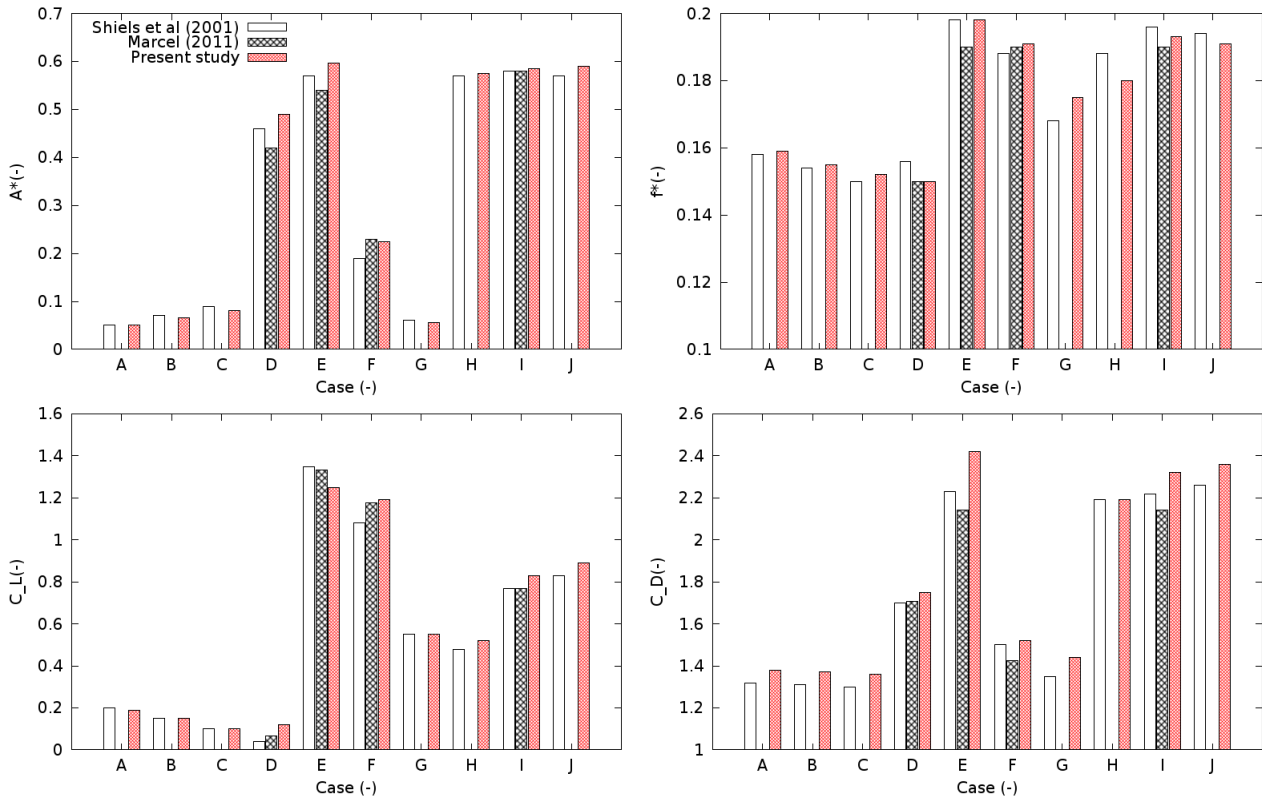 0.7
0.6
0.5
0.4
0.3
0.2
0.1
0
A*(-)
Shiels et al (2001)
Marcel (2011)
Present study
A B C D E F G H I J
Case (-)
0.2
0.18
0.16
0.14
0.12
0.1
f*(-)
A B C D E F G H I J
Case (-)
1.6
1.4
1.2
1
0.8
0.6
0.4
0.2
0
C_L(-)
A B C D E F G H I J
Case (-)
2.6
2.4
2.2
2
1.8
1.6
1.4
1.2
1
C_D(-)
A B C D E F G H I J
Case (-)